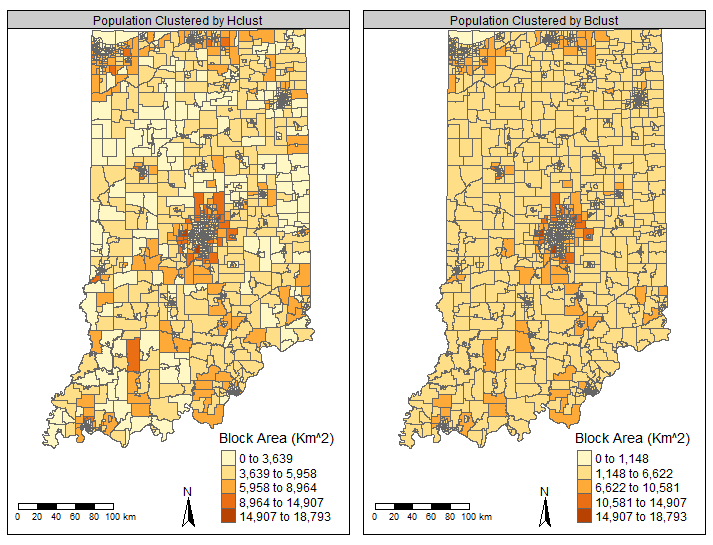 Population Clustered by Hclust
Block Area (Km^2)
0 to 3,639
3,639 to 5,958
5,958 to 8,964
8,964 to 14,907
14,907 to 18,793
N
0 20 40 60 80 100 km
Population Clustered by Bclust
Block Area (Km^2)
0 to 1,148
1,148 to 6,622
6,622 to 10,581
10,581 to 14,907
14,907 to 18,793
N
0 20 40 60 80 100 km